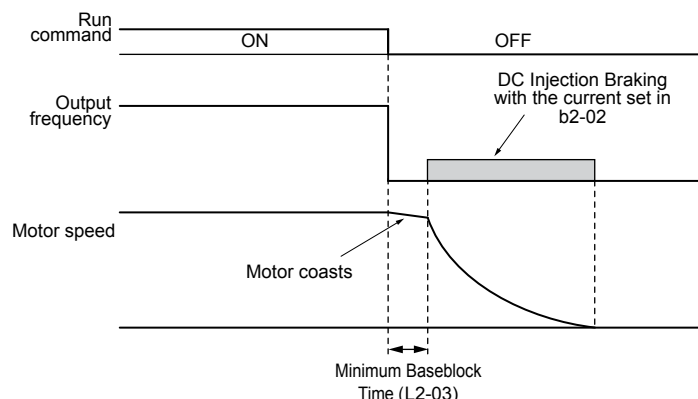 Run
command
ON
OFF
Output
frequency
DC Injection Braking
with the current set in
b2-02
Motor speed
Motor coasts
Minimum Baseblock
Time (L2-03)